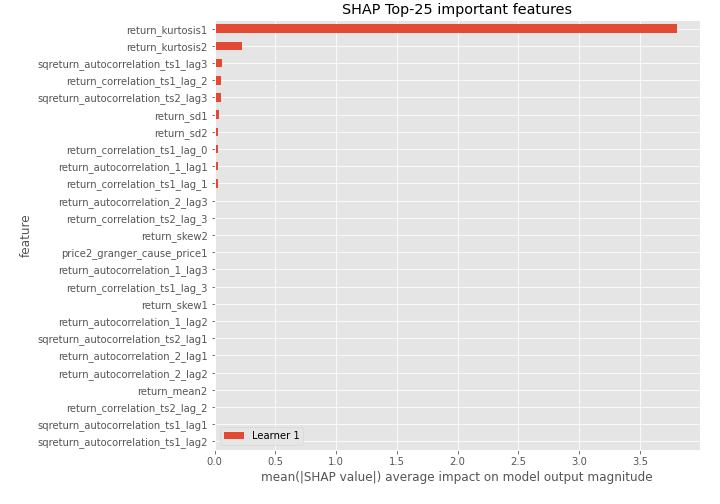 SHAP Top-25 important features
return_kurtosis1
return_kurtosis2
sqreturn_autocorrelation_ts1_lag3
return_correlation_ts1_lag_2
sqreturn_autocorrelation_ts2_lag3
return_sd1
return_sd2
return_correlation_ts1_lag_0
return_autocorrelation_1_lag1
return_correlation_ts1_lag_1
return_autocorrelation_2_lag3
return_correlation_ts2_lag_3
return_skew2
price2_granger_cause_price1
return_autocorrelation_1_lag3
return_correlation_ts1_lag_3
return_skew1
return_autocorrelation_1_lag2
sqreturn_autocorrelation_ts2_lag1
return_autocorrelation_2_lag1
return_autocorrelation_2_lag2
return_mean2
return_correlation_ts2_lag_2
sqreturn_autocorrelation_ts1_lag1
sqreturn_autocorrelation_ts1_lag2
feature
Learner 1
0.0 0.5 1.0 1.5 2.0 2.5 3.0 3.5
mean(|SHAP value|) average impact on model output magnitude